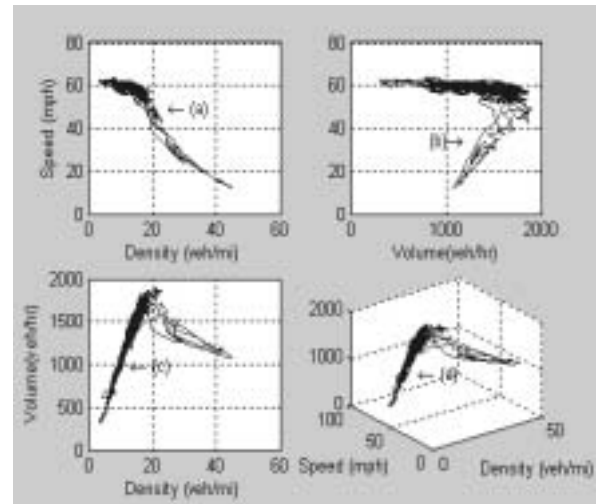 80
60
40
20
0
Speed (mph)
← (a)
0 20 40 60
Density (veh/mi)
80
60
40
20
0
(b) →
0 1000 2000
Volume(veh/hr)
2000
1500
1000
500
0
Volume(veh/hr)
← (c)
0 20 40 60
Density (veh/mi)
2000
1000
0
100
50
0
Speed (mph)
0
50
Density (veh/mi)